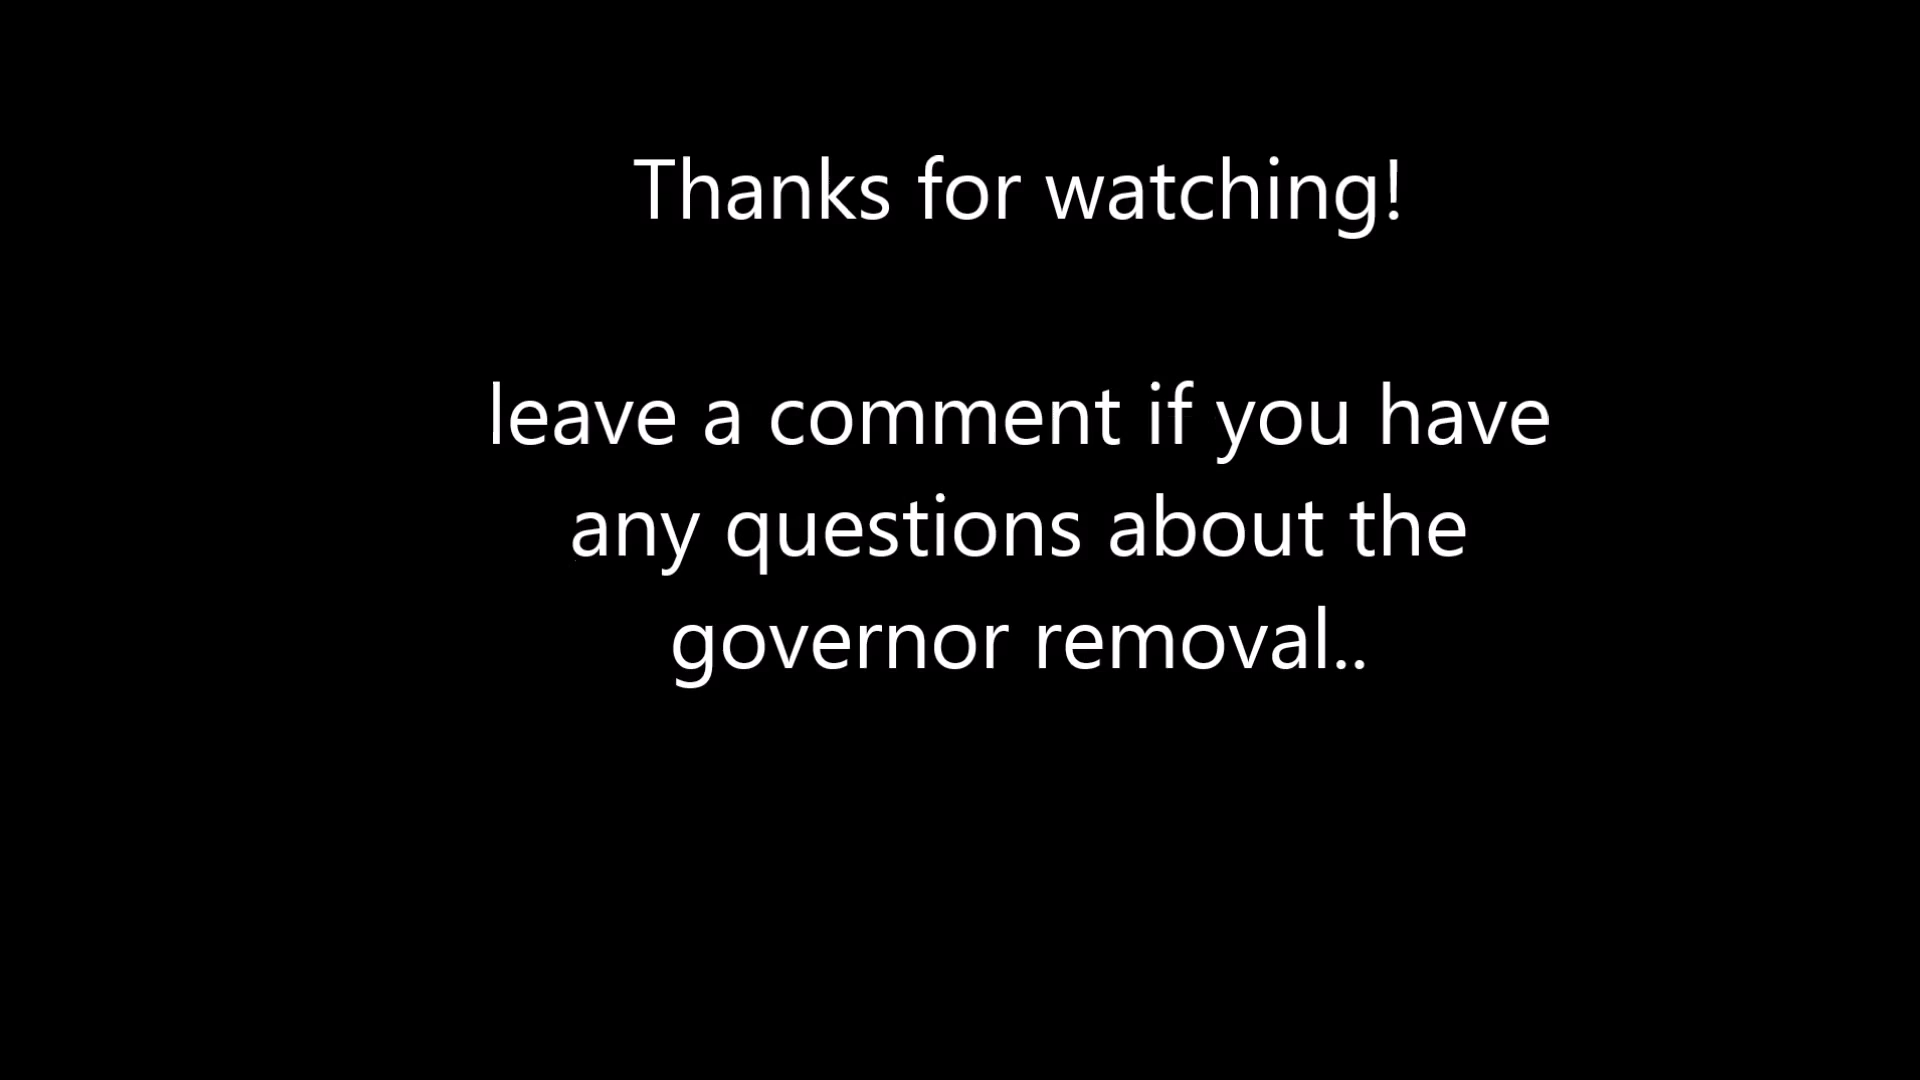 Thanks for watching!
leave a comment if you have
any questions about the
governor removal..